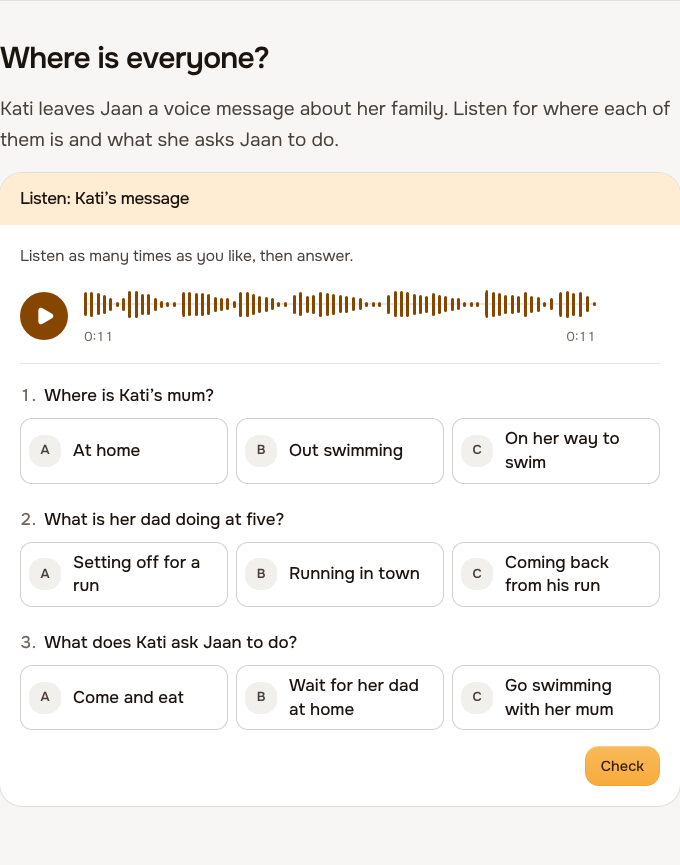 Where is everyone?
Kati leaves Jaan a voice message about her family. Listen for where each of
them is and what she asks Jaan to do.
Listen: Kati’s message
Listen as many times as you like, then answer.
0:11 0:11
1. Where is Kati’s mum?
A At home
B Out swimming
C On her way to
swim
2. What is her dad doing at five?
A Setting off for a
run
B Running in town
C Coming back
from his run
3. What does Kati ask Jaan to do?
A Come and eat
B Wait for her dad
at home
C Go swimming
with her mum
Check